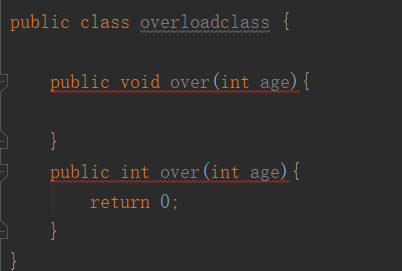 public class overloadclass {
public void over(int age){
}
public int over(int age){
return 0;
}
}